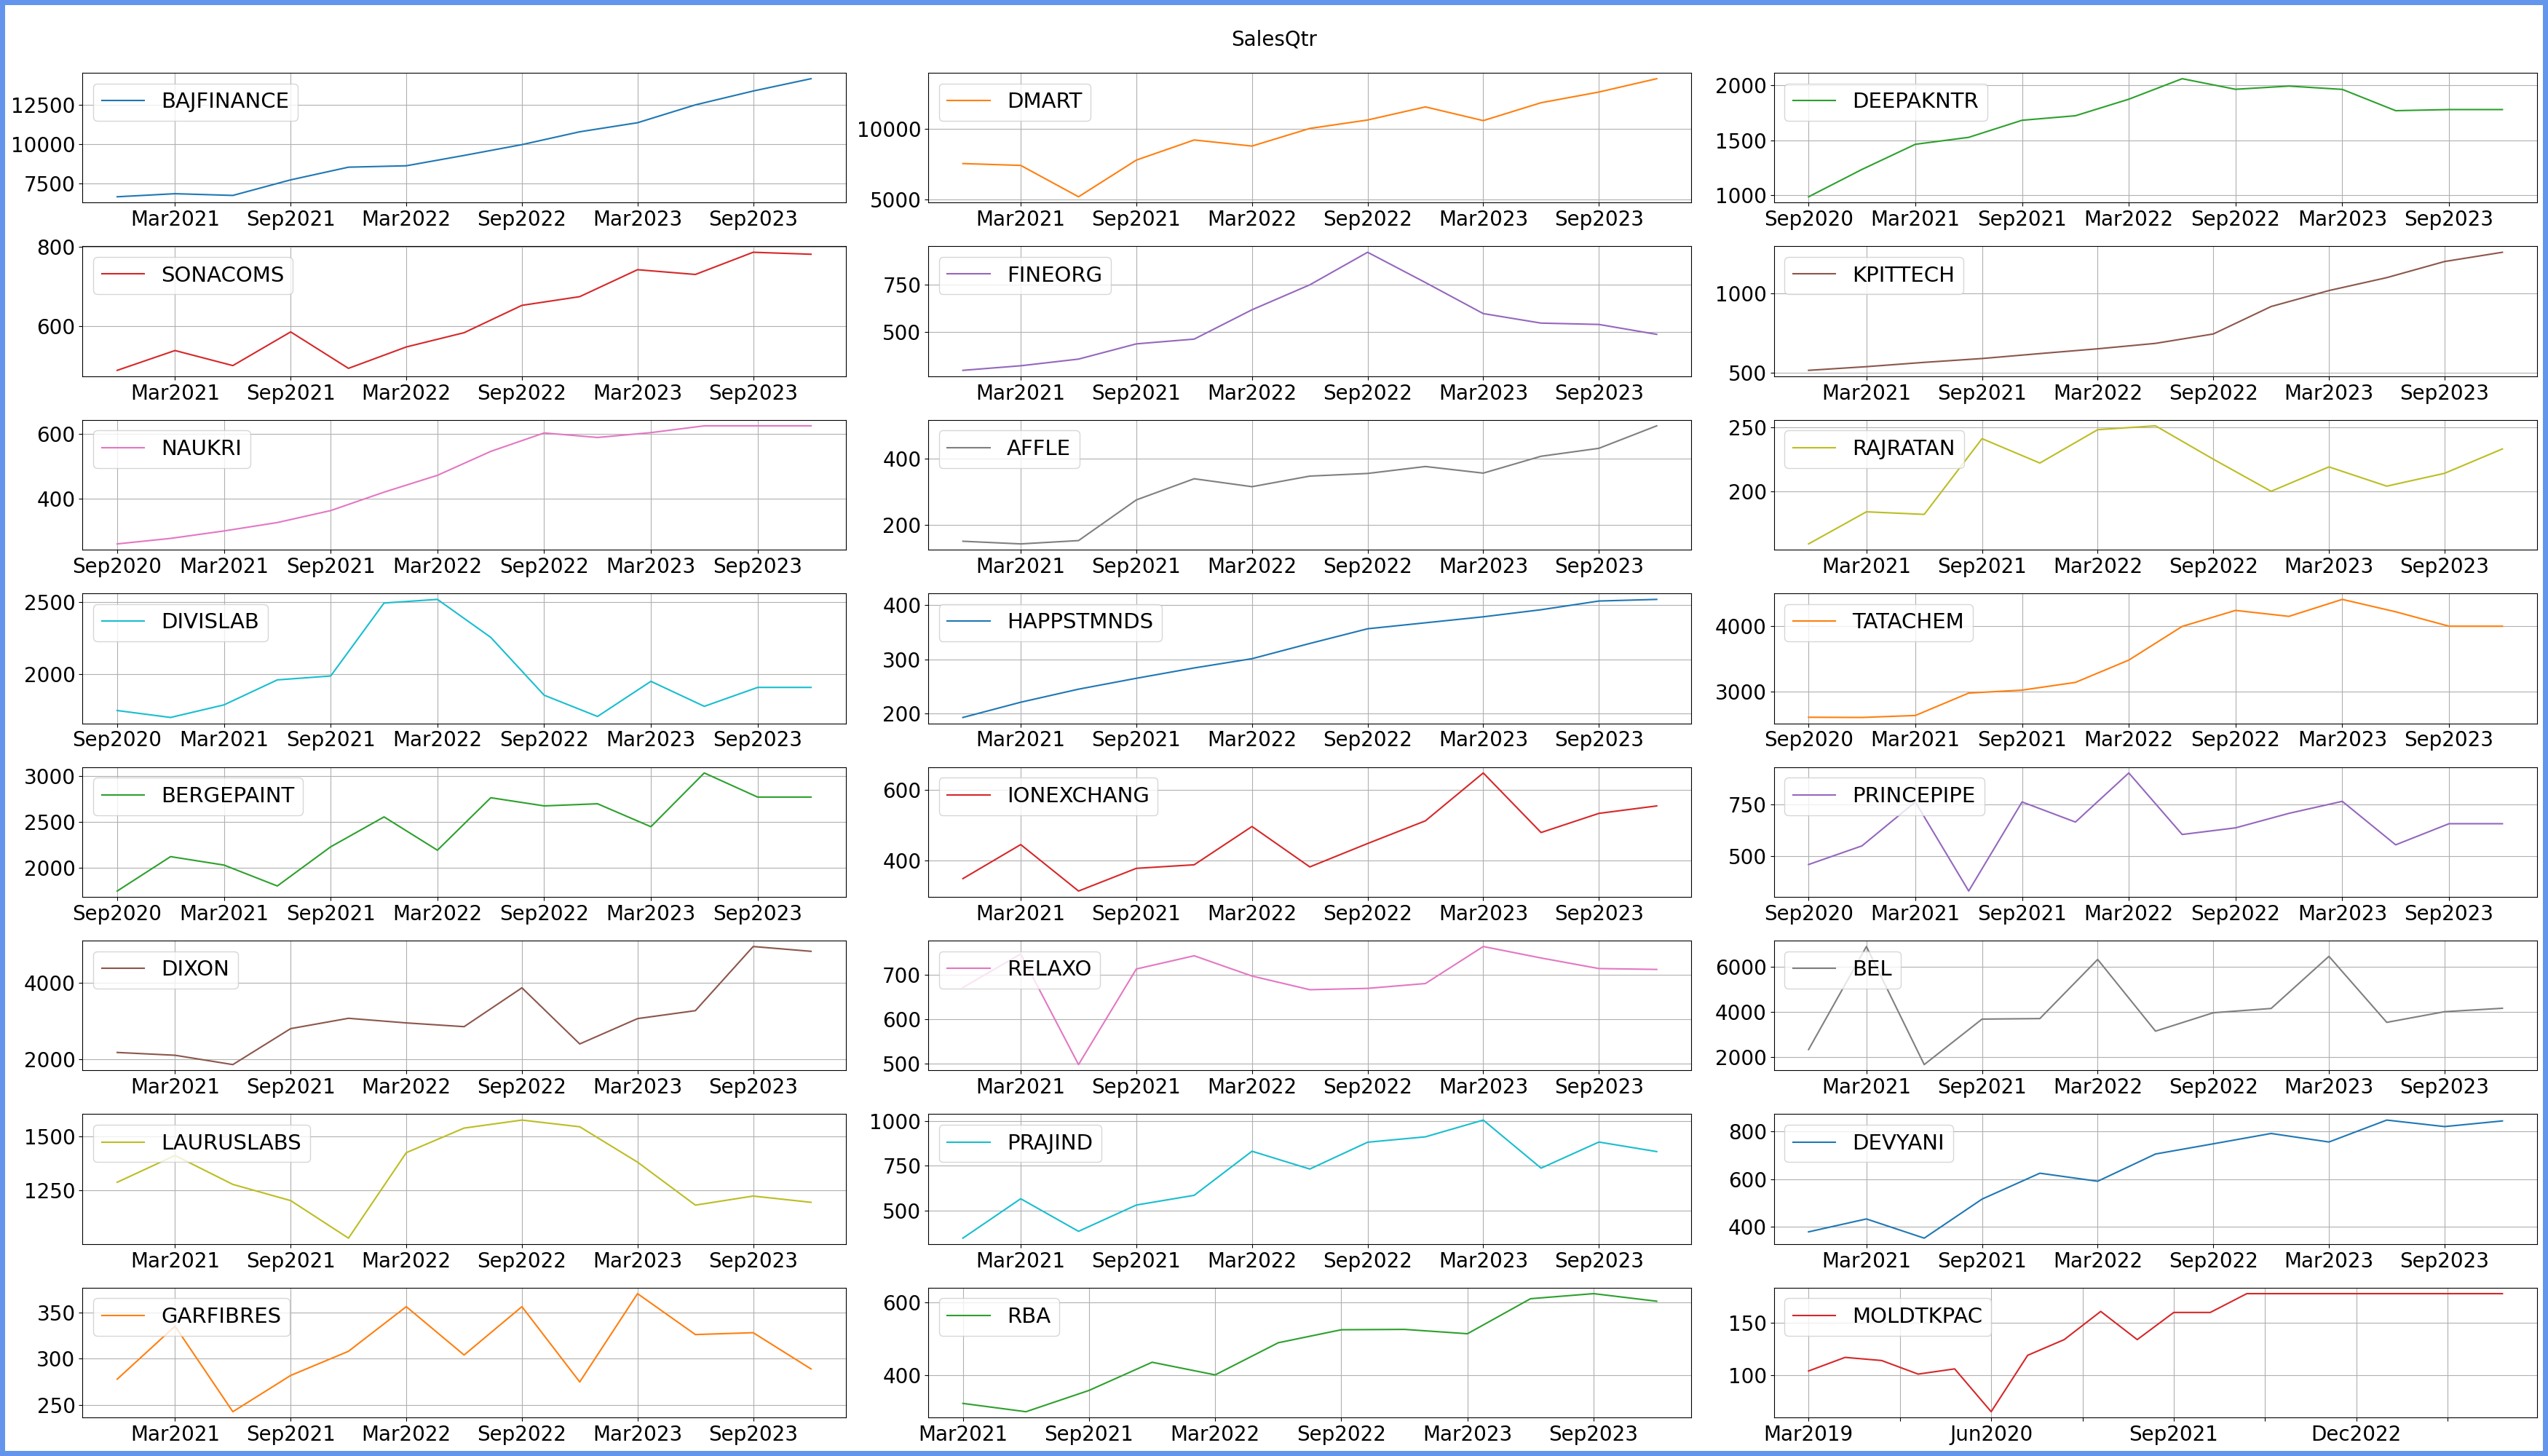 SalesQtr
BAJFINANCE
12500
10000
7500
Mar2021 Sep2021 Mar2022 Sep2022 Mar2023 Sep2023
DMART
10000
5000
Mar2021 Sep2021 Mar2022 Sep2022 Mar2023 Sep2023
DEEPAKNTR
2000
1500
1000
Sep2020 Mar2021 Sep2021 Mar2022 Sep2022 Mar2023 Sep2023
SONACOMS
800
600
Mar2021 Sep2021 Mar2022 Sep2022 Mar2023 Sep2023
FINEORG
750
500
Mar2021 Sep2021 Mar2022 Sep2022 Mar2023 Sep2023
KPITTECH
1000
500
Mar2021 Sep2021 Mar2022 Sep2022 Mar2023 Sep2023
NAUKRI
600
400
Sep2020 Mar2021 Sep2021 Mar2022 Sep2022 Mar2023 Sep2023
AFFLE
400
200
Mar2021 Sep2021 Mar2022 Sep2022 Mar2023 Sep2023
RAJRATAN
250
200
Mar2021 Sep2021 Mar2022 Sep2022 Mar2023 Sep2023
DIVISLAB
2500
2000
Sep2020 Mar2021 Sep2021 Mar2022 Sep2022 Mar2023 Sep2023
HAPPSTMNDS
400
300
200
Mar2021 Sep2021 Mar2022 Sep2022 Mar2023 Sep2023
TATACHEM
4000
3000
Sep2020 Mar2021 Sep2021 Mar2022 Sep2022 Mar2023 Sep2023
BERGEPAINT
3000
2500
2000
Sep2020 Mar2021 Sep2021 Mar2022 Sep2022 Mar2023 Sep2023
IONEXCHANG
600
400
Mar2021 Sep2021 Mar2022 Sep2022 Mar2023 Sep2023
PRINCEPIPE
750
500
Sep2020 Mar2021 Sep2021 Mar2022 Sep2022 Mar2023 Sep2023
DIXON
4000
2000
Mar2021 Sep2021 Mar2022 Sep2022 Mar2023 Sep2023
RELAXO
700
600
500
Mar2021 Sep2021 Mar2022 Sep2022 Mar2023 Sep2023
BEL
6000
4000
2000
Mar2021 Sep2021 Mar2022 Sep2022 Mar2023 Sep2023
LAURUSLABS
1500
1250
Mar2021 Sep2021 Mar2022 Sep2022 Mar2023 Sep2023
PRAJIND
1000
750
500
Mar2021 Sep2021 Mar2022 Sep2022 Mar2023 Sep2023
DEVYANI
800
600
400
Mar2021 Sep2021 Mar2022 Sep2022 Mar2023 Sep2023
GARFIBRES
350
300
250
Mar2021 Sep2021 Mar2022 Sep2022 Mar2023 Sep2023
RBA
600
400
Mar2021 Sep2021 Mar2022 Sep2022 Mar2023 Sep2023
MOLDTKPAC
150
100
Mar2019 Jun2020 Sep2021 Dec2022